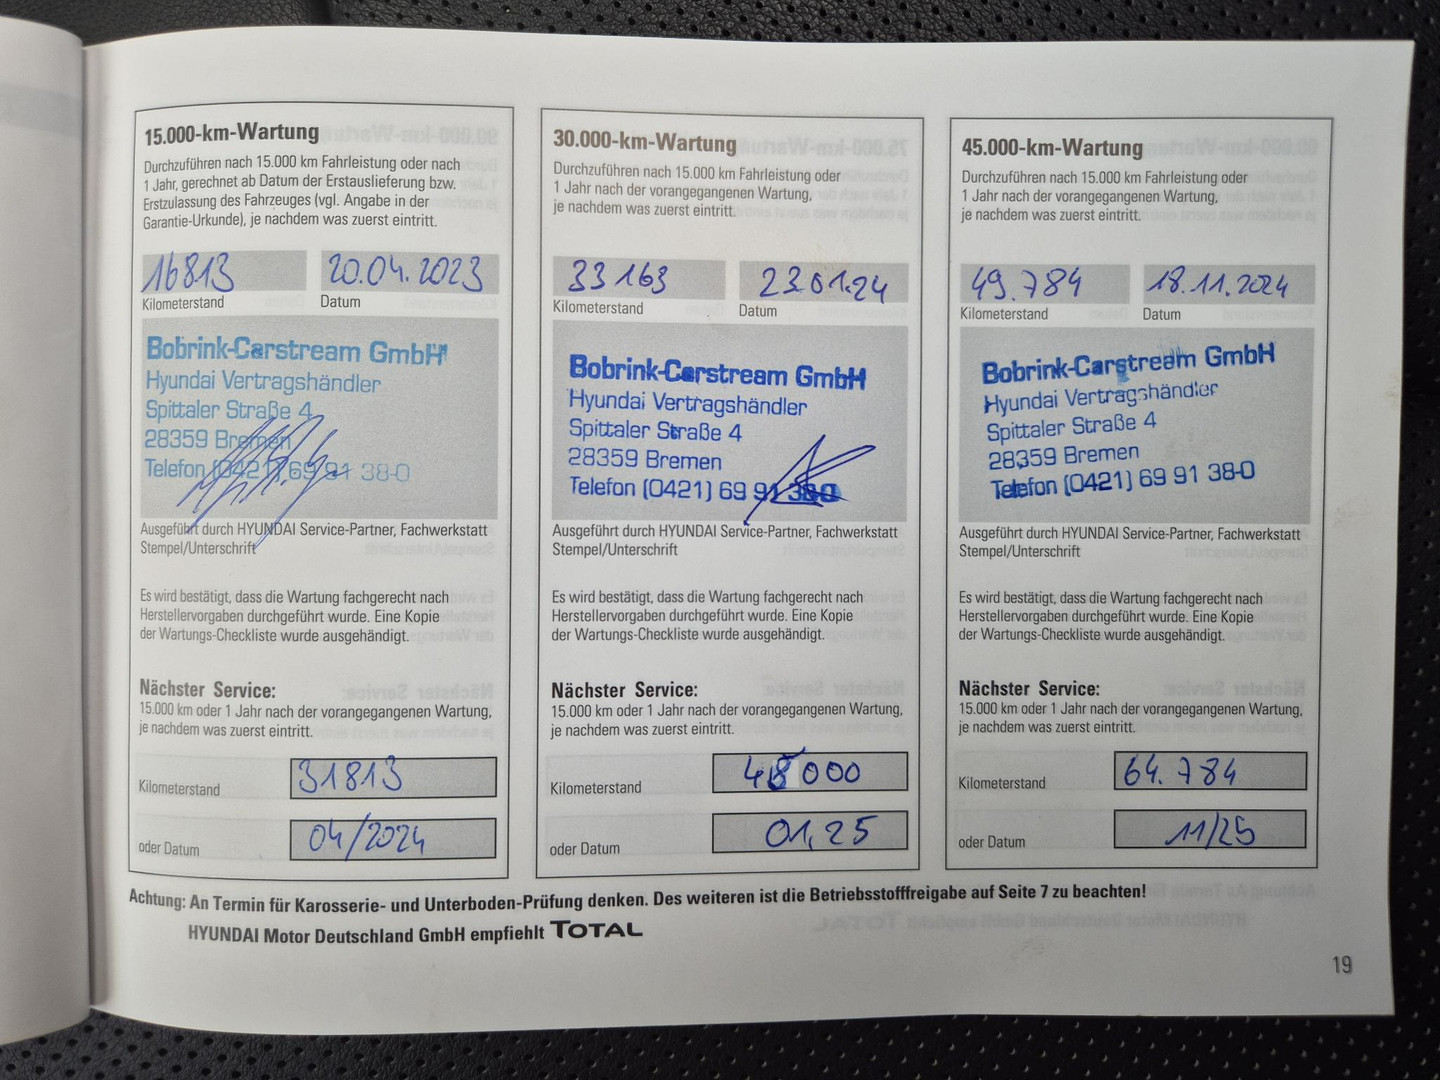 15.000-km-Wartung
Durchzuführen nach 15.000 km Fahrleistung oder nach
1 Jahr, gerechnet ab Datum der Erstauslieferung bzw.
Erstzulassung des Fahrzeuges (vgl. Angabe in der
Garantie-Urkunde), je nachdem was zuerst eintritt.
16813 20.04.2023
Kilometerstand Datum
Bobrink-Carstream GmbH
Hyundai Vertragshändler
Spittaler Straße 4
28359 Bremen
Telefon (0421) 69 91 38-0
Ausgeführt durch HYUNDAI Service-Partner, Fachwerkstatt
Stempel/Unterschrift
Es wird bestätigt, dass die Wartung fachgerecht nach
Herstellervorgaben durchgeführt wurde. Eine Kopie
der Wartungs-Checkliste wurde ausgehändigt.
Nächster Service:
15.000 km oder 1 Jahr nach der vorangegangenen Wartung,
je nachdem was zuerst eintritt.
Kilometerstand 31813
oder Datum 04/2024
30.000-km-Wartung
Durchzuführen nach 15.000 km Fahrleistung oder
1 Jahr nach der vorangegangenen Wartung,
je nachdem was zuerst eintritt.
33 163 23.01.24
Kilometerstand Datum
Bobrink-Carstream GmbH
Hyundai Vertragshändler
Spittaler Straße 4
28359 Bremen
Telefon (0421) 69 91 38-0
Ausgeführt durch HYUNDAI Service-Partner, Fachwerkstatt
Stempel/Unterschrift
Es wird bestätigt, dass die Wartung fachgerecht nach
Herstellervorgaben durchgeführt wurde. Eine Kopie
der Wartungs-Checkliste wurde ausgehändigt.
Nächster Service:
15.000 km oder 1 Jahr nach der vorangegangenen Wartung,
je nachdem was zuerst eintritt.
Kilometerstand 48000
oder Datum 01.25
45.000-km-Wartung
Durchzuführen nach 15.000 km Fahrleistung oder
1 Jahr nach der vorangegangenen Wartung,
je nachdem was zuerst eintritt.
49.784 18.11.2024
Kilometerstand Datum
Bobrink-Carstream GmbH
Hyundai Vertragshändler
Spittaler Straße 4
28359 Bremen
Telefon (0421) 69 91 38-0
Ausgeführt durch HYUNDAI Service-Partner, Fachwerkstatt
Stempel/Unterschrift
Es wird bestätigt, dass die Wartung fachgerecht nach
Herstellervorgaben durchgeführt wurde. Eine Kopie
der Wartungs-Checkliste wurde ausgehändigt.
Nächster Service:
15.000 km oder 1 Jahr nach der vorangegangenen Wartung,
je nachdem was zuerst eintritt.
Kilometerstand 64.784
oder Datum 11/25
Achtung: An Termin für Karosserie- und Unterboden-Prüfung denken. Des weiteren ist die Betriebsstofffreigabe auf Seite 7 zu beachten!
HYUNDAI Motor Deutschland GmbH empfiehlt TOTAL
19